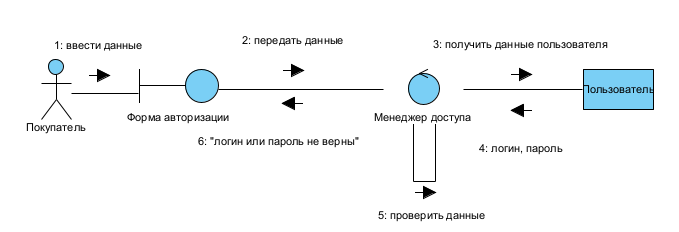 1: ввести данные
2: передать данные
3: получить данные пользователя
Пользователь
Покупатель
Форма авторизации
Менеджер доступа
6: "логин или пароль не верны"
4: логин, пароль
5: проверить данные